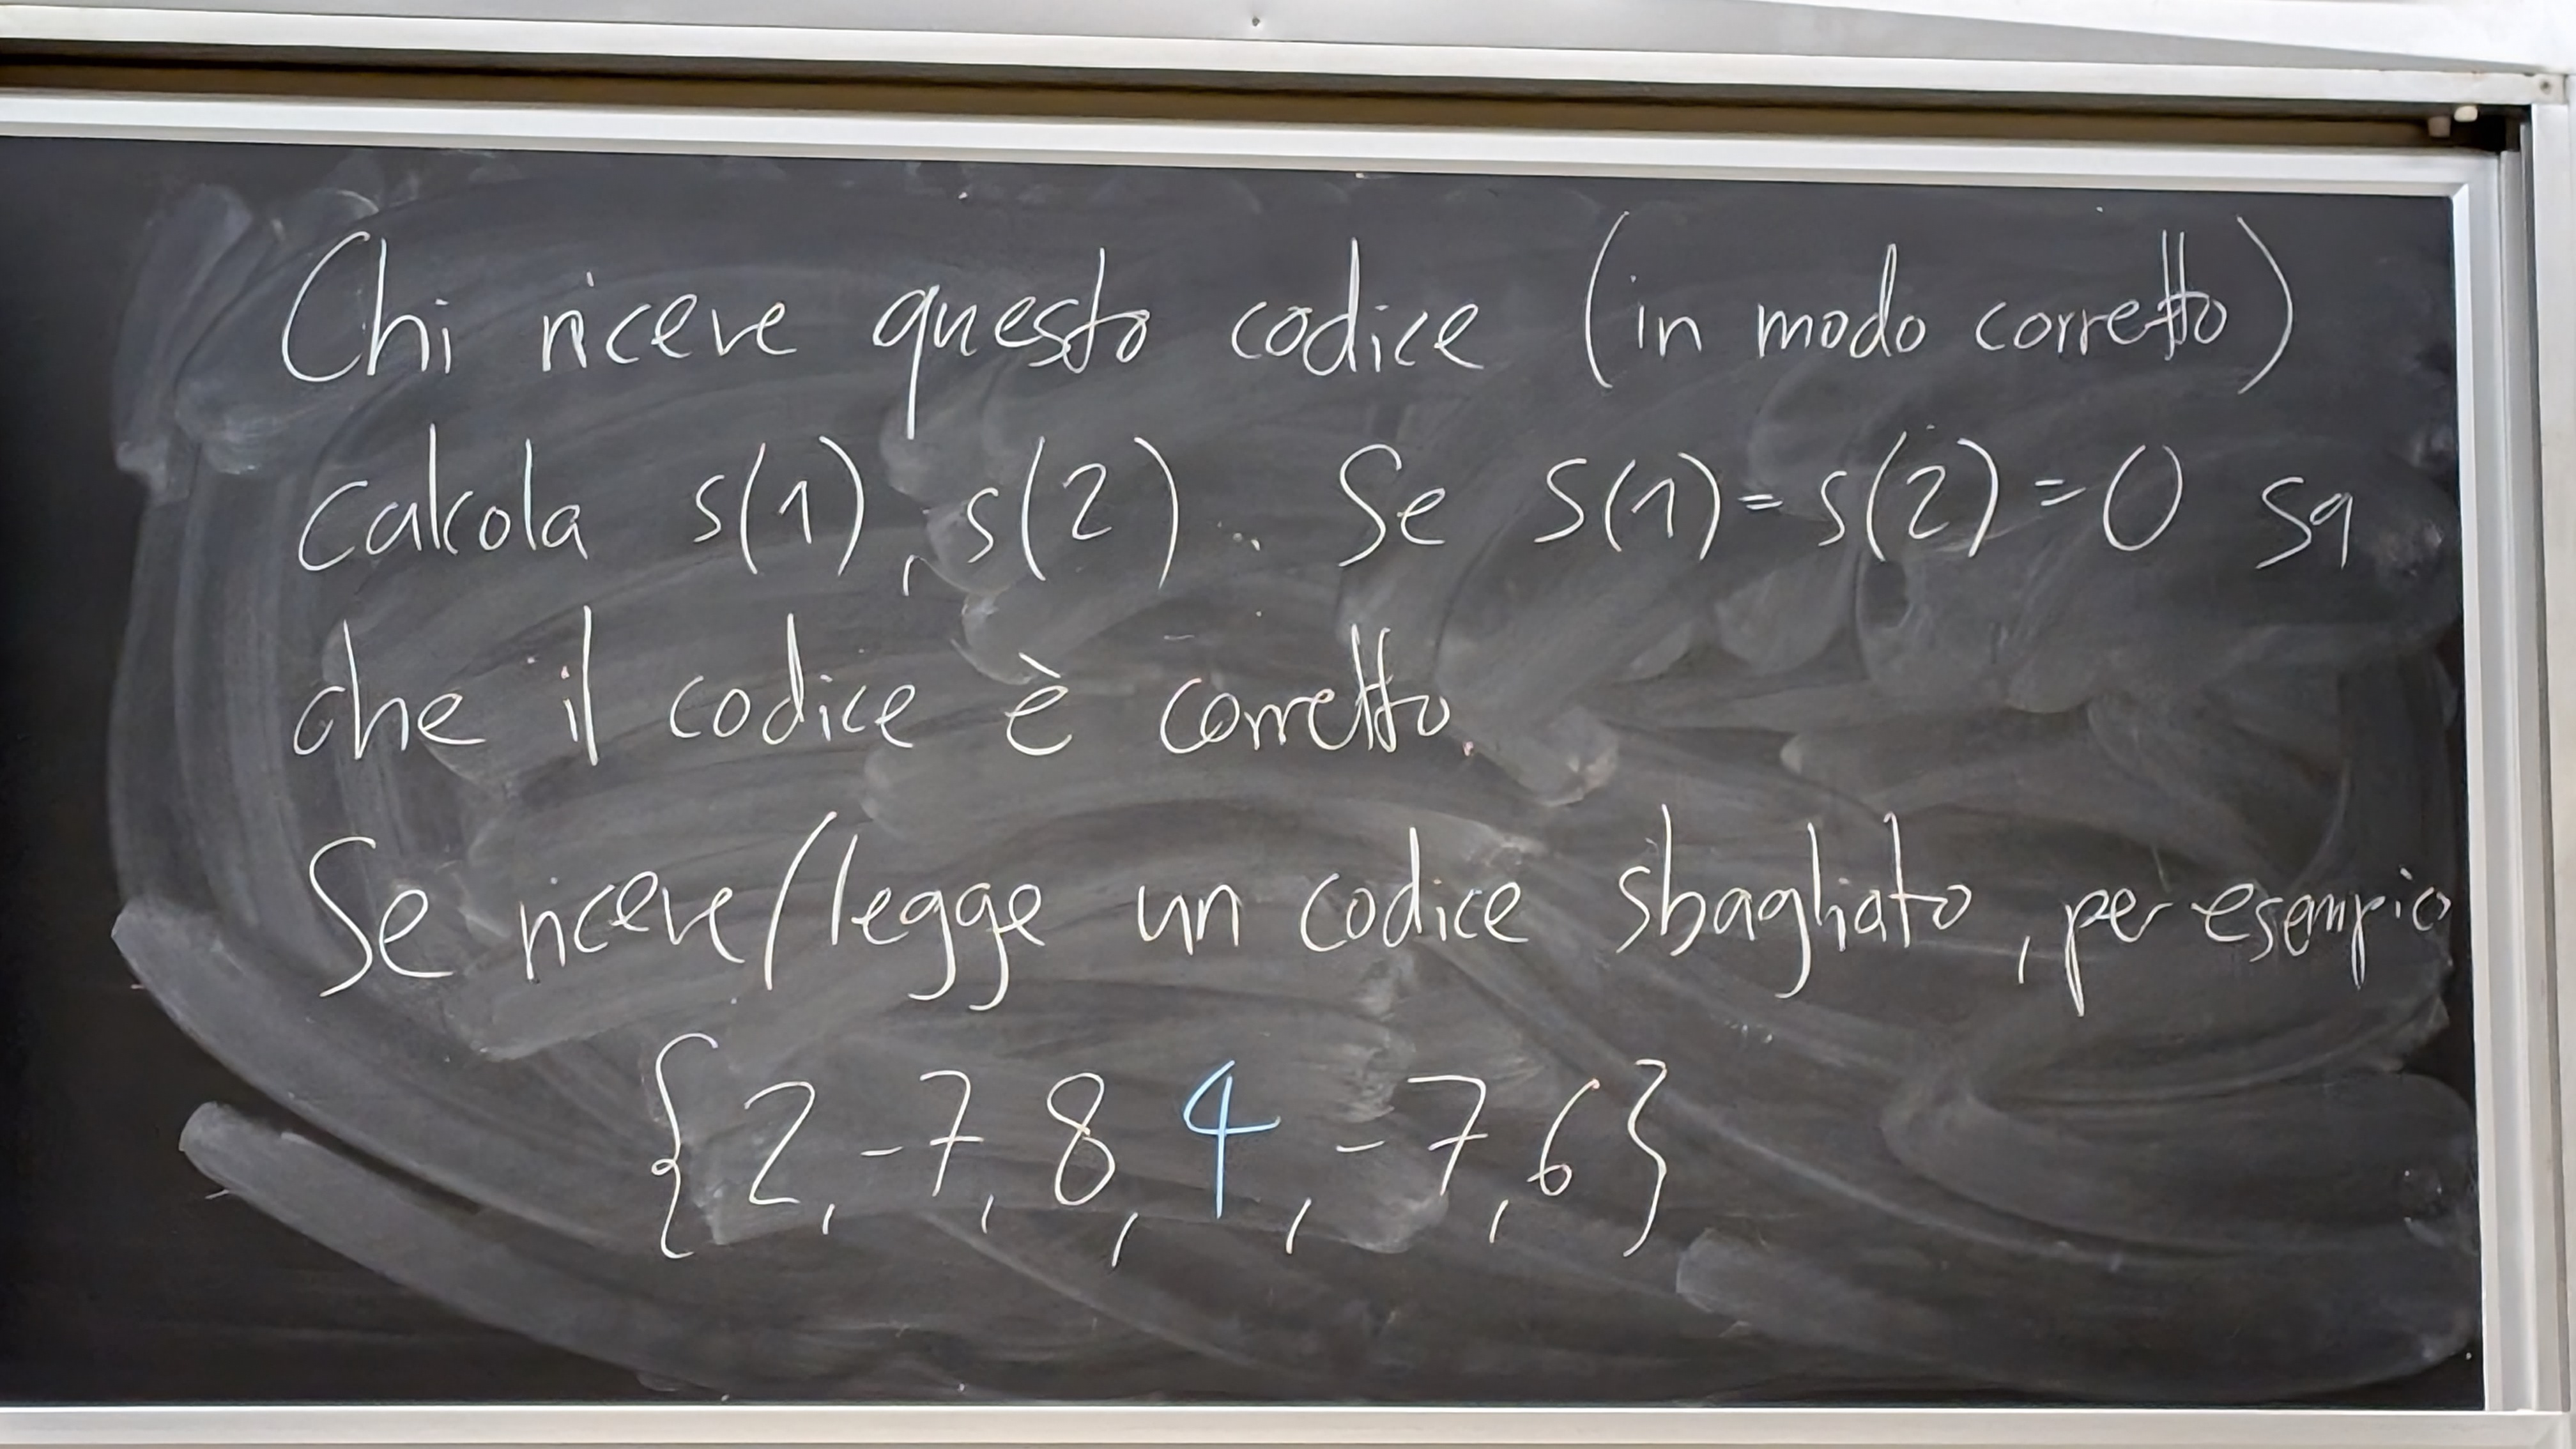 Chi riceve questo codice (in modo corretto)
calcola s(1), s(2). Se s(1)=s(2)=0 sa
che il codice è corretto.
Se riceve/legge un codice sbagliato, per esempio
{2,-7,8,4,-7,6}